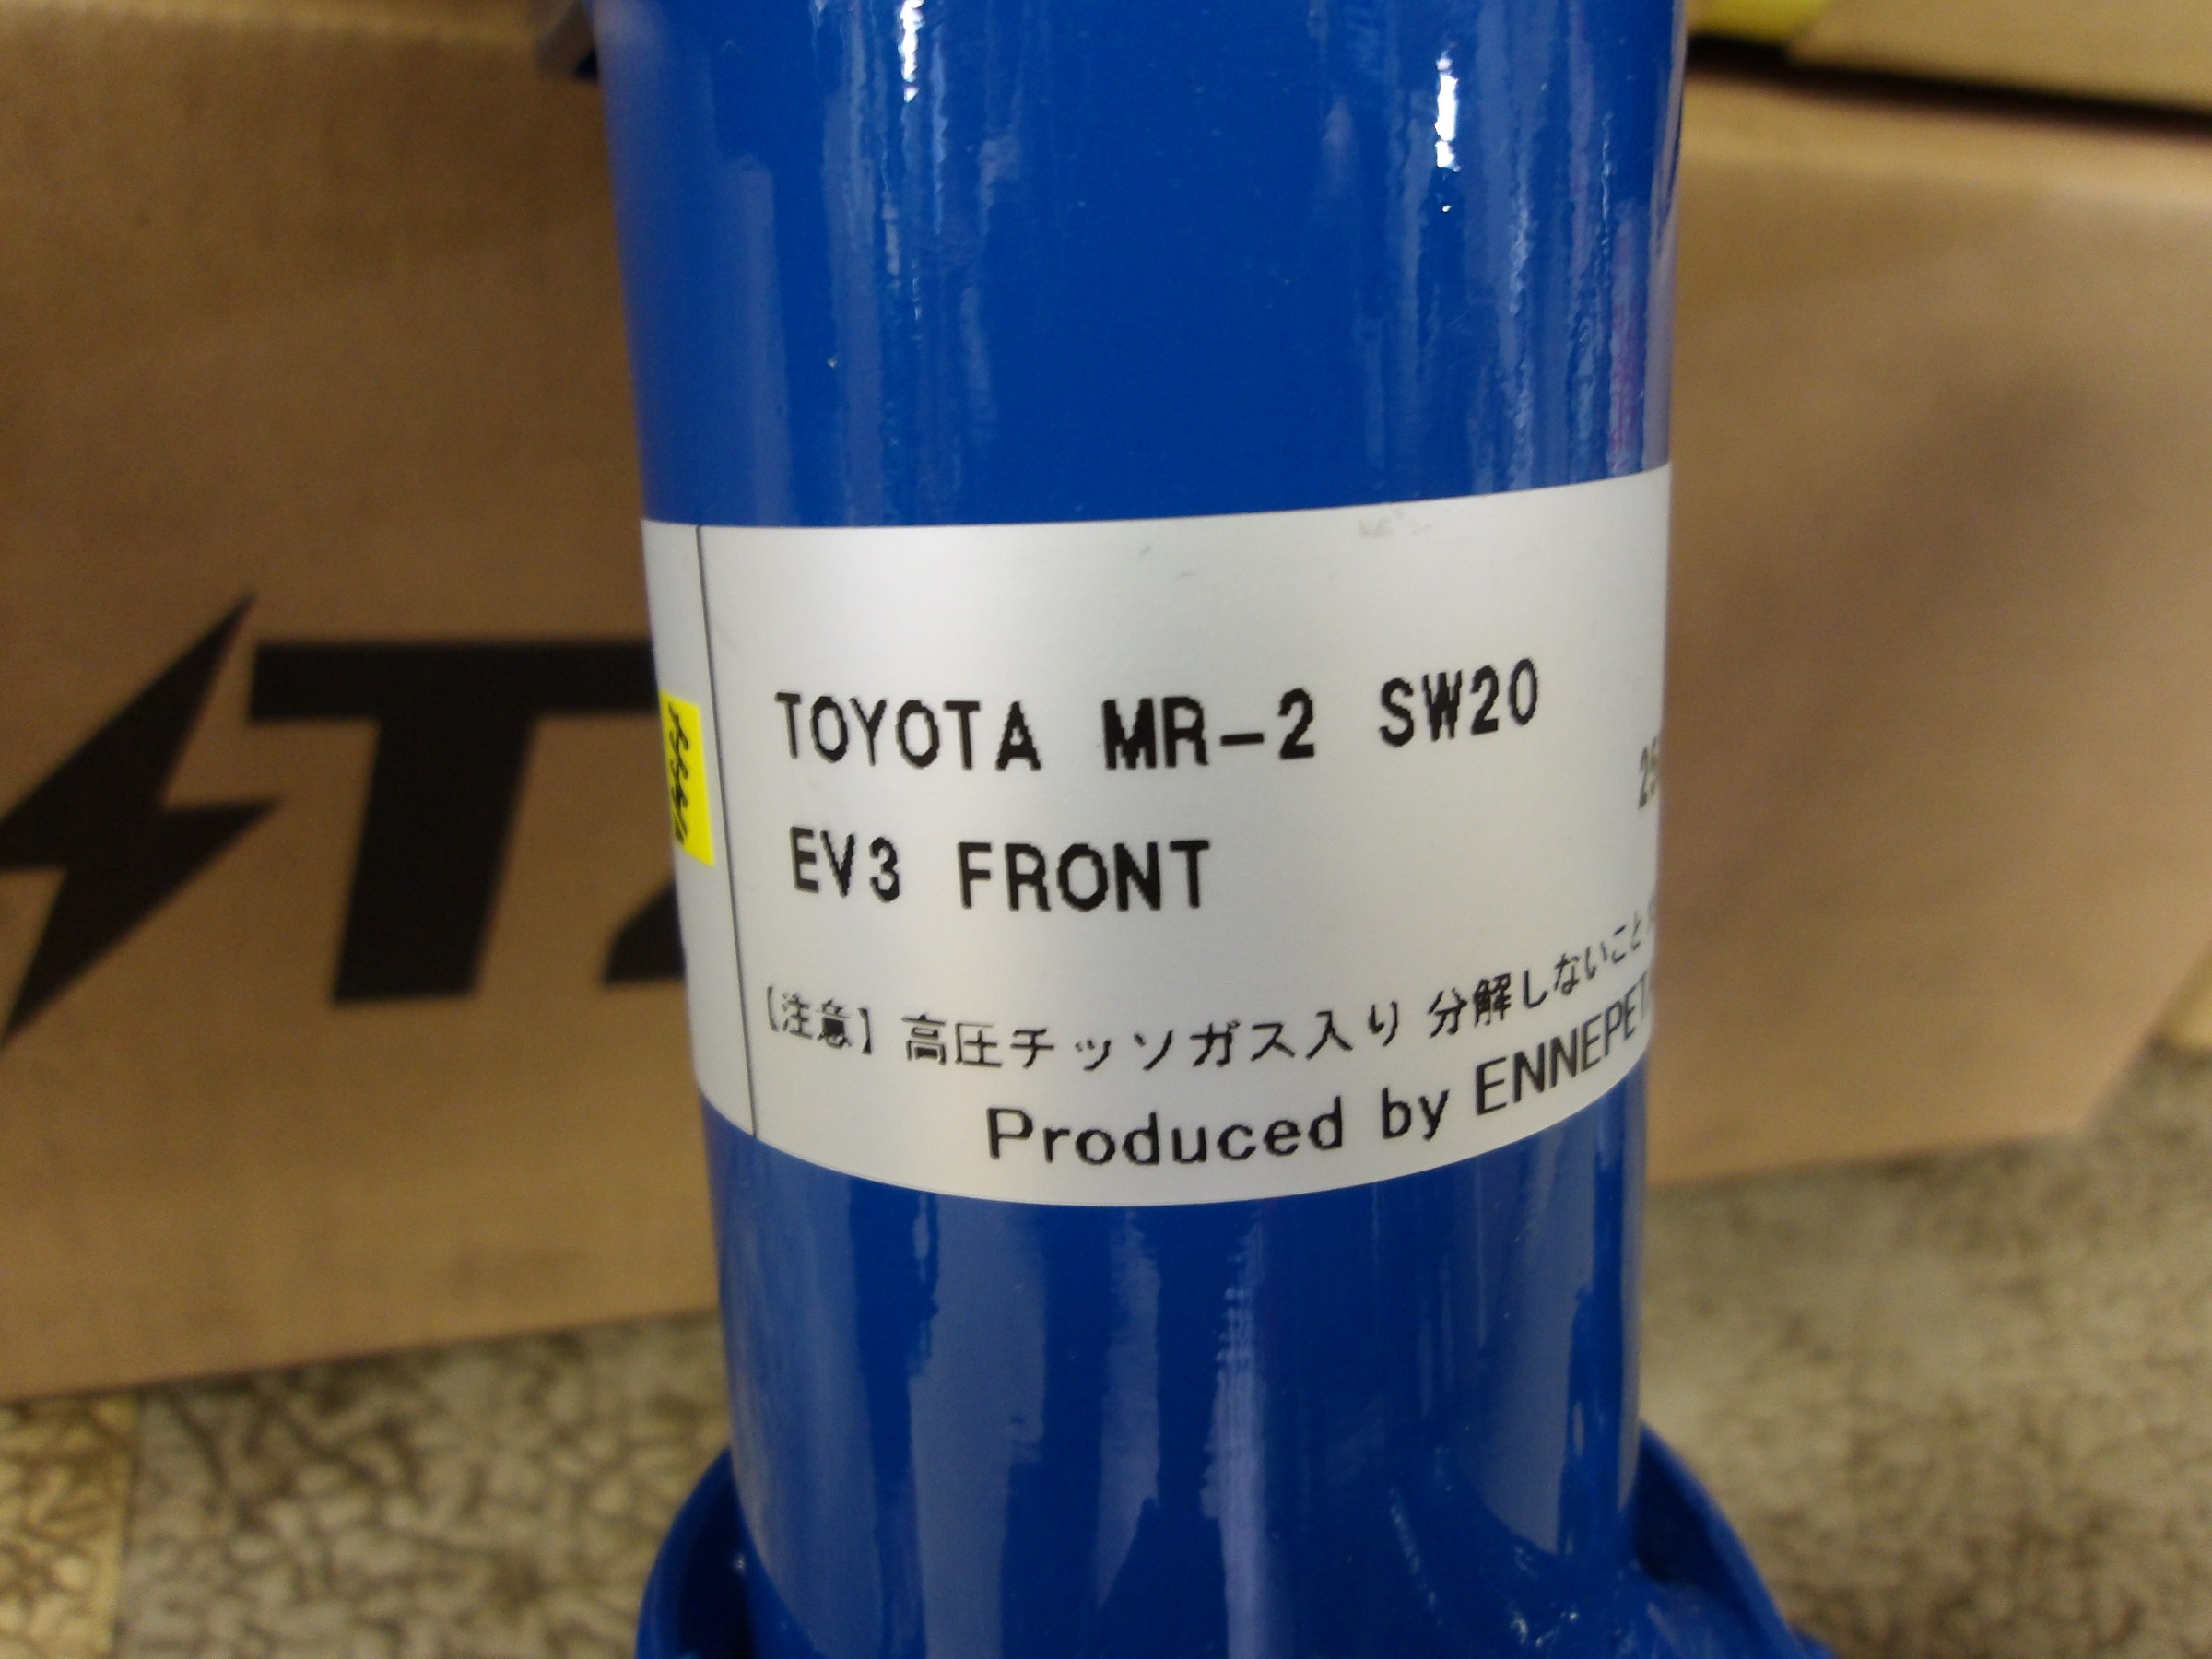 TOYOTA MR-2 SW20
EV3 FRONT
【注意】高圧チッソガス入り 分解しないこと
Produced by